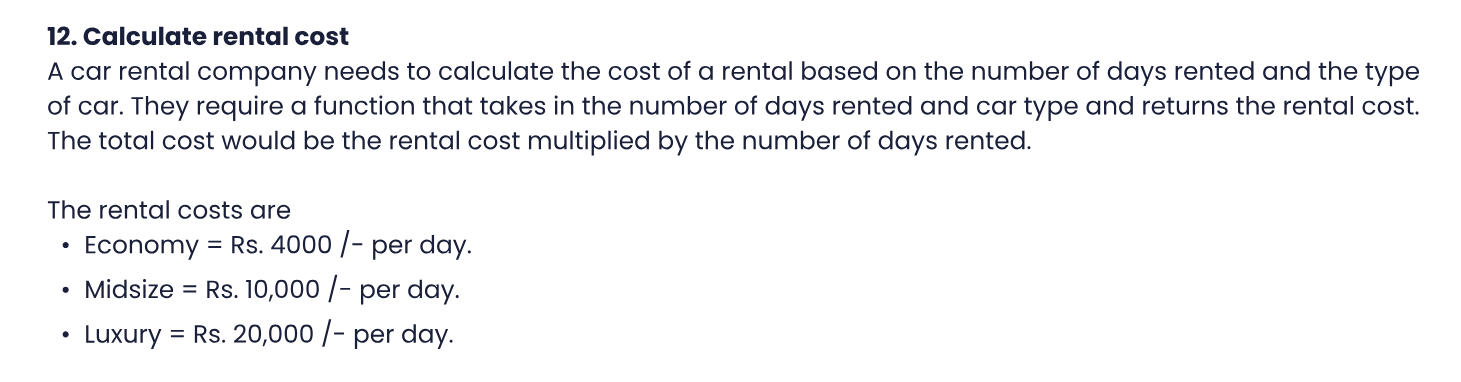 12. Calculate rental cost
A car rental company needs to calculate the cost of a rental based on the number of days rented and the type
of car. They require a function that takes in the number of days rented and car type and returns the rental cost.
The total cost would be the rental cost multiplied by the number of days rented.
The rental costs are
• Economy = Rs. 4000 /- per day.
• Midsize = Rs. 10,000 /- per day.
• Luxury = Rs. 20,000 /- per day.